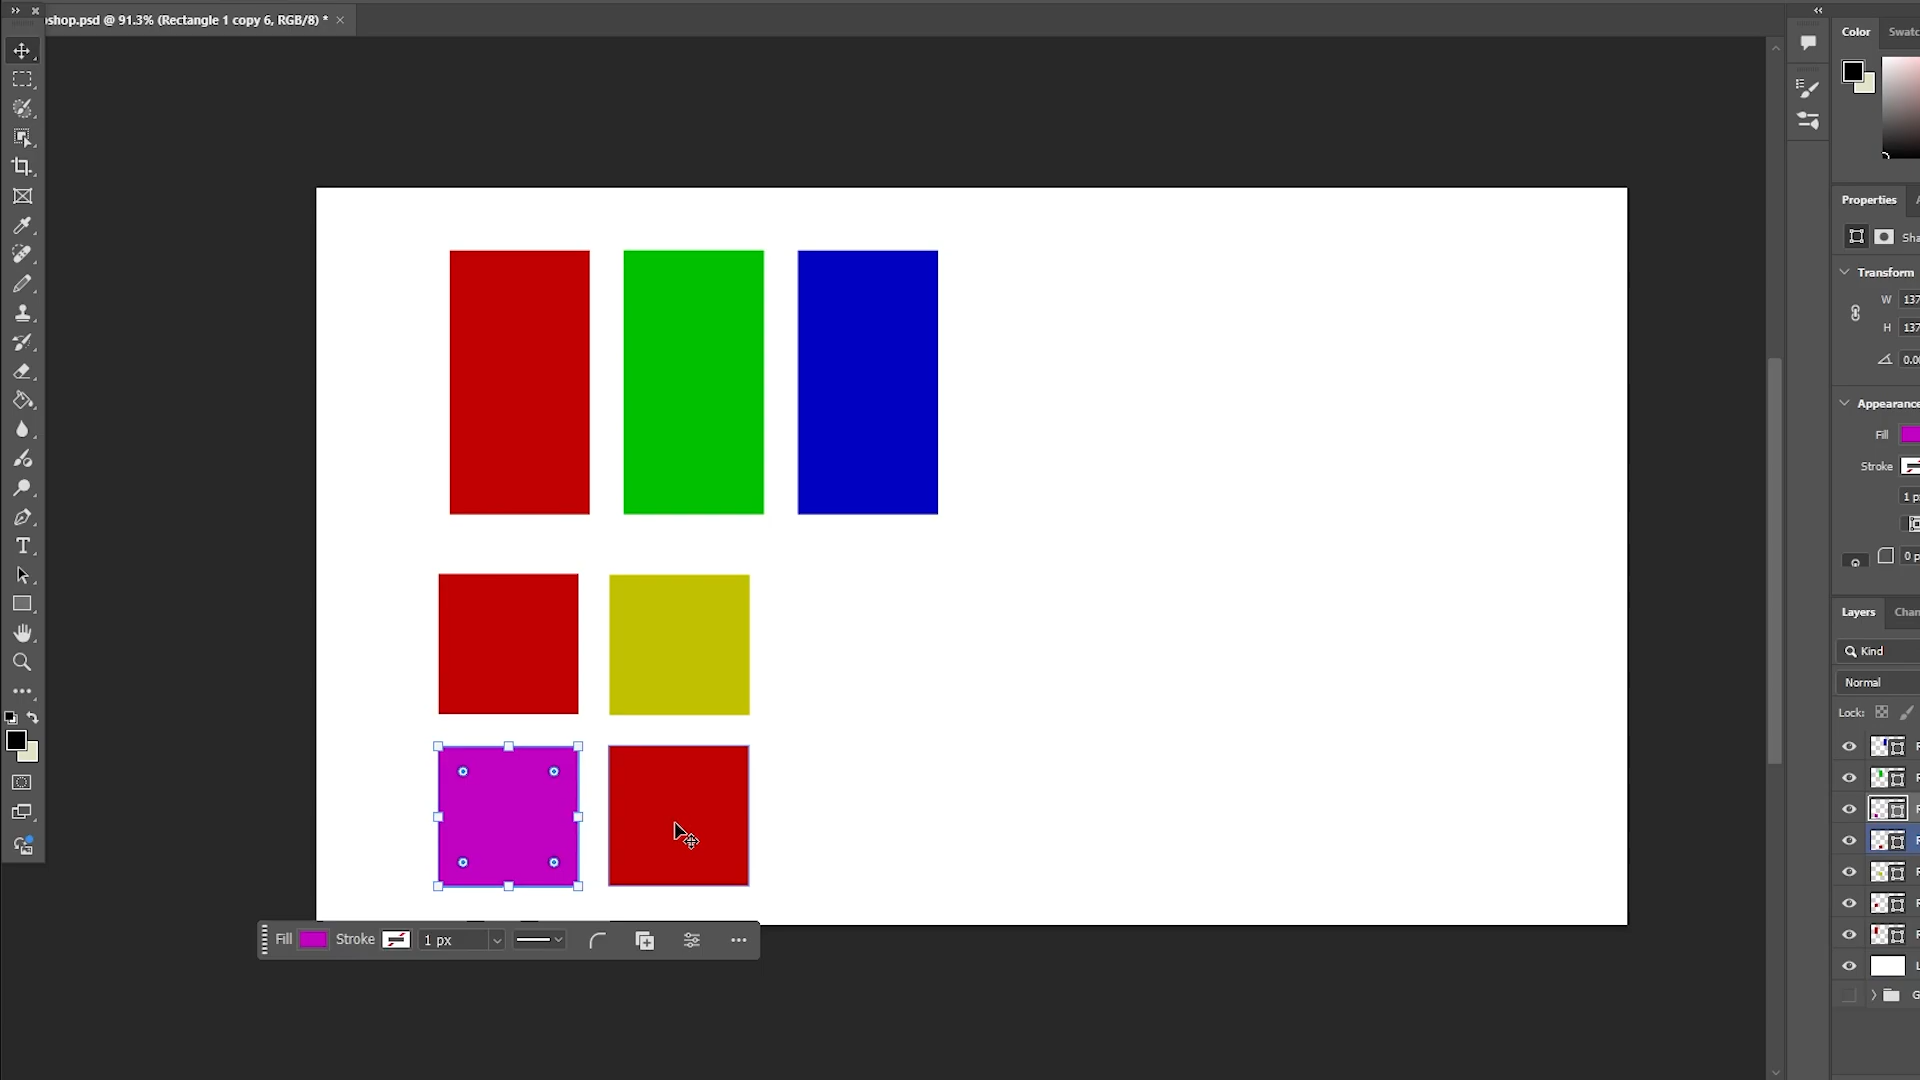 shop.psd @ 91.3% (Rectangle 1 copy 6, RGB/8) *
Color
Swatc
Properties
Sha
Transform
W 137
H 137
0.0
Appearance
Fill
Stroke
1 p
0 p
Layers
Chan
Kind
Normal
Lock:
Fill
Stroke
1 px